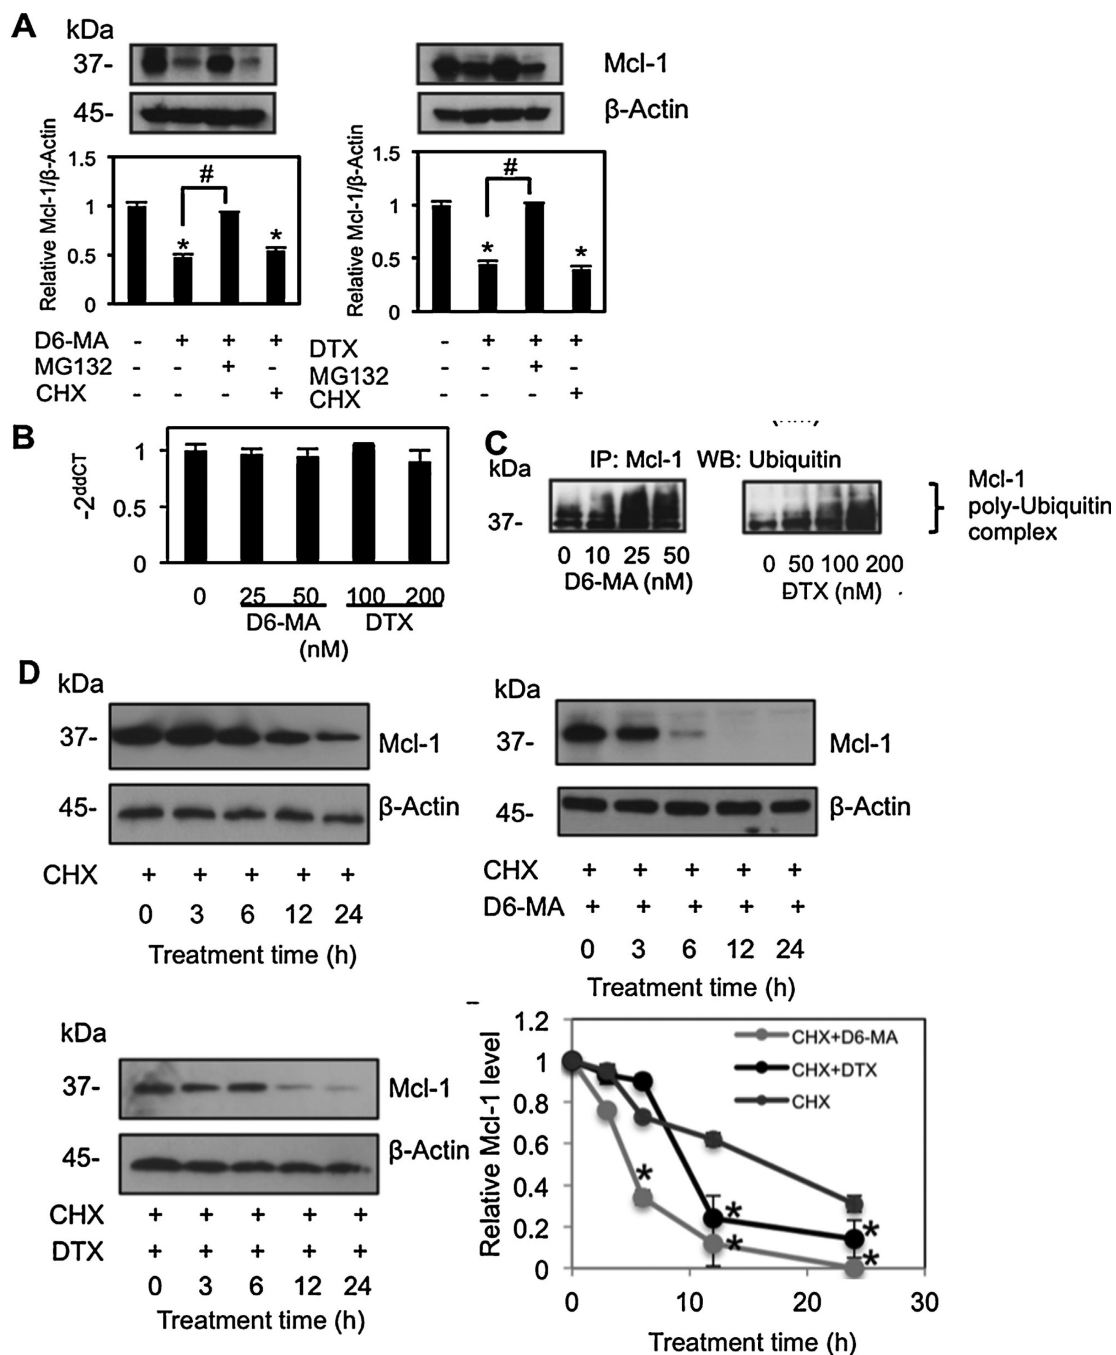 A
kDa
37-
Mcl-1
45-
β-Actin
Relative Mcl-1/β-Actin
1.5
1
0.5
0
#
*
*
Relative Mcl-1/β-Actin
1.5
1
0.5
0
#
*
*
D6-MA - + + +
MG132 - - + -
CHX - - - +
DTX - + + +
MG132 - - + -
CHX - - - +
B
-2ddCT
1
0.5
0
0 25 50 100 200
D6-MA DTX
(nM)
C
kDa
IP: Mcl-1 WB: Ubiquitin
37-
Mcl-1
poly-Ubiquitin
complex
0 10 25 50
D6-MA (nM)
0 50 100 200
DTX (nM)
D
kDa
37-
Mcl-1
45-
β-Actin
CHX + + + + +
0 3 6 12 24
Treatment time (h)
kDa
37-
Mcl-1
45-
β-Actin
CHX + + + + +
D6-MA + + + + +
0 3 6 12 24
Treatment time (h)
kDa
37-
Mcl-1
45-
β-Actin
CHX + + + + +
DTX + + + + +
0 3 6 12 24
Treatment time (h)
Relative Mcl-1 level
1.2
1
0.8
0.6
0.4
0.2
0
CHX+D6-MA
CHX+DTX
CHX
*
*
*
*
*
0 10 20 30
Treatment time (h)